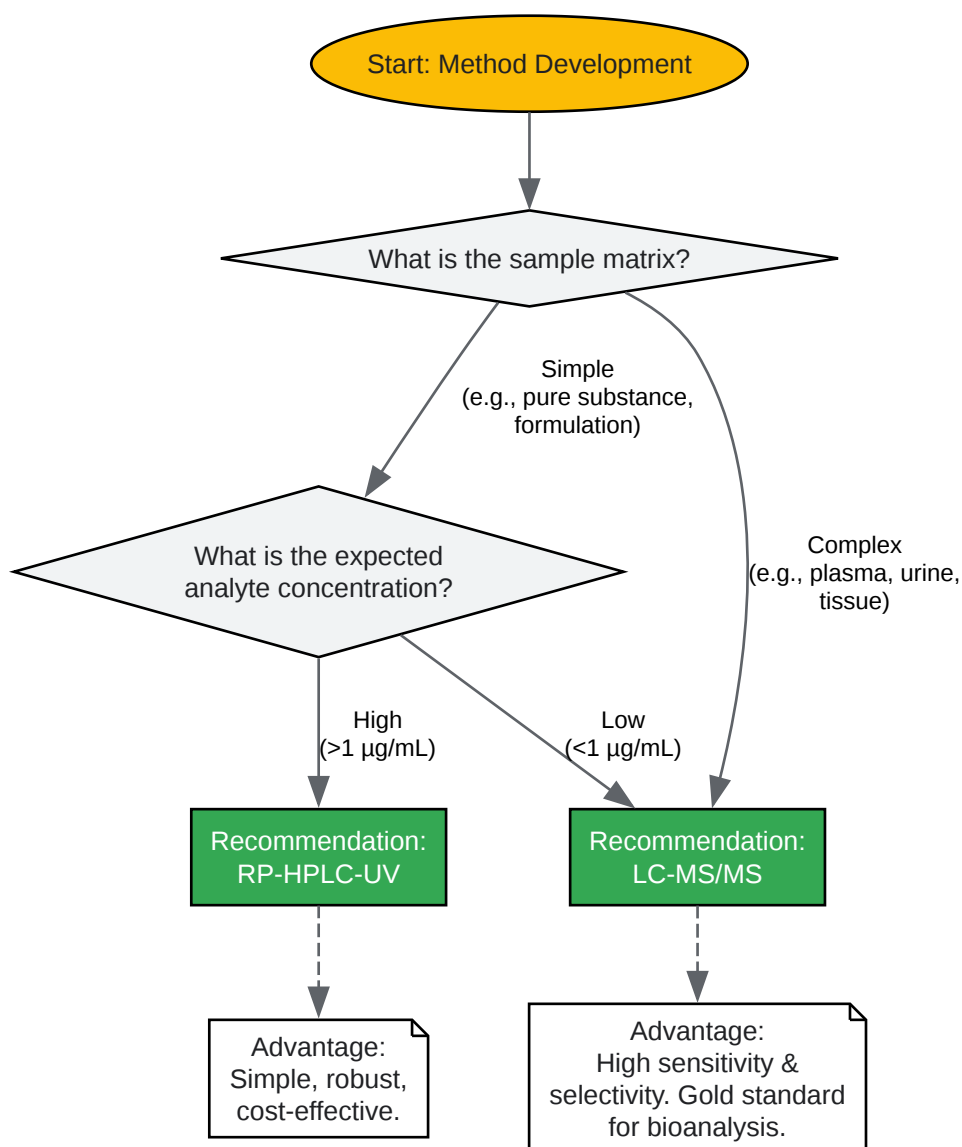 Start: Method Development
What is the sample matrix?
Simple
(e.g., pure substance,
formulation)
What is the expected
analyte concentration?
Complex
(e.g., plasma, urine,
tissue)
High
(>1 µg/mL)
Low
(<1 µg/mL)
Recommendation:
RP-HPLC-UV
Recommendation:
LC-MS/MS
Advantage:
Simple, robust,
cost-effective.
Advantage:
High sensitivity &
selectivity. Gold standard
for bioanalysis.